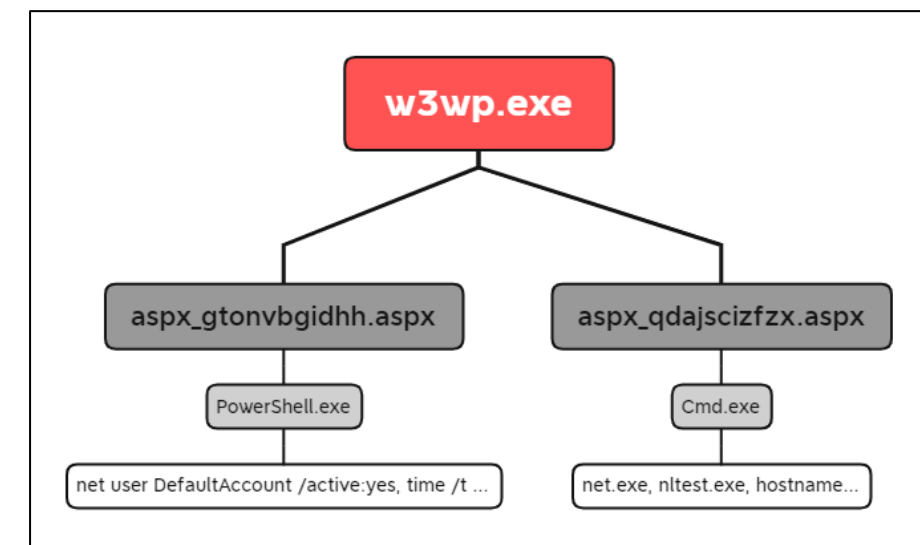 w3wp.exe
aspx_gtonvbgidhh.aspx
aspx_qdajscizfzx.aspx
PowerShell.exe
Cmd.exe
net user DefaultAccount /active:yes, time /t ...
net.exe, nltest.exe, hostname...